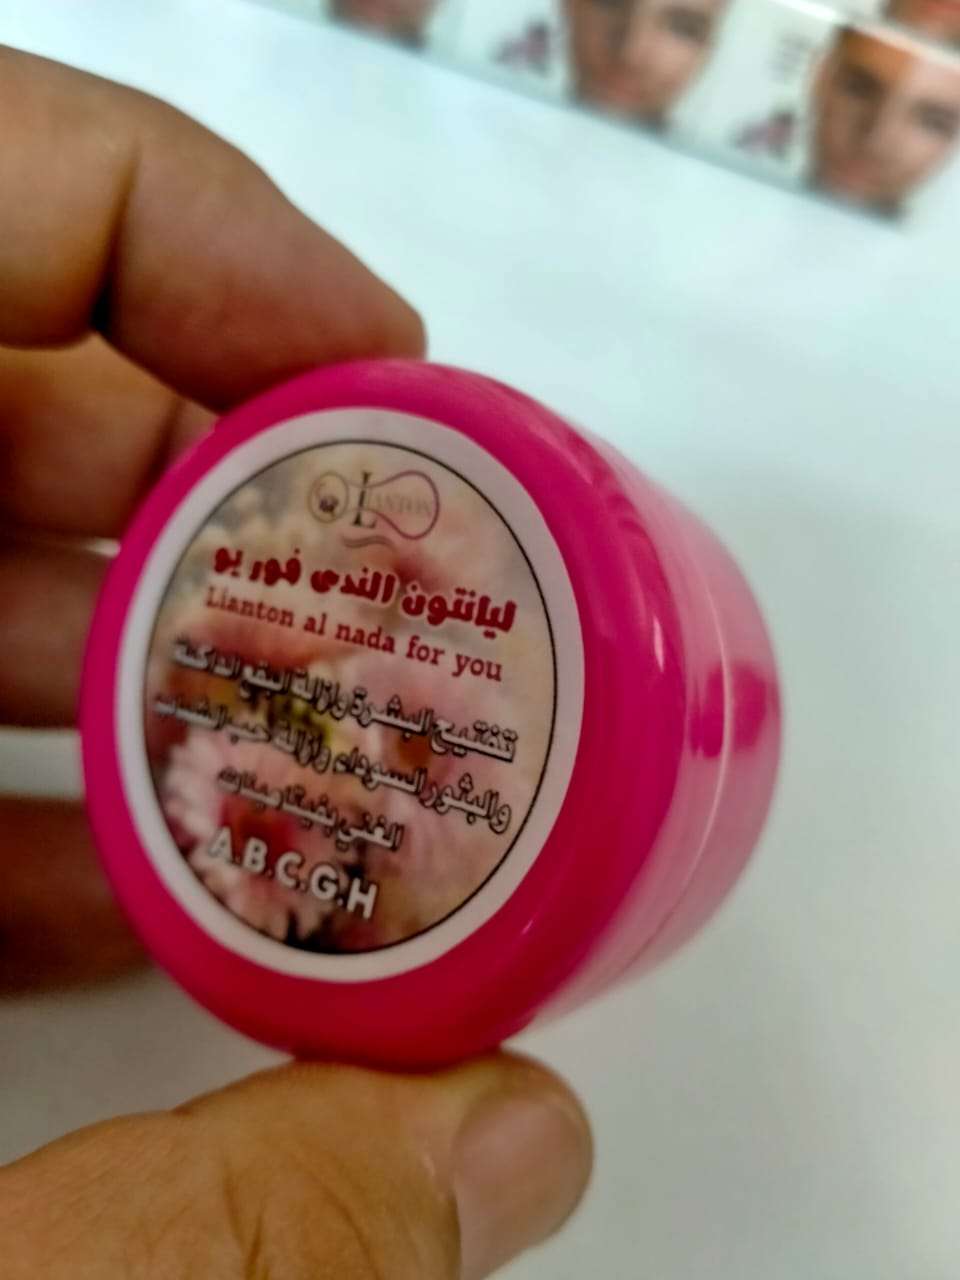 LIANTON
ليانتون الندى فور يو
Lianton al nada for you
تفتيح البشرة وازالة البقع الداكنة
والبثور السوداء وازالة حب الشباب
الغني بفيتامينات
A.B.C.G.H